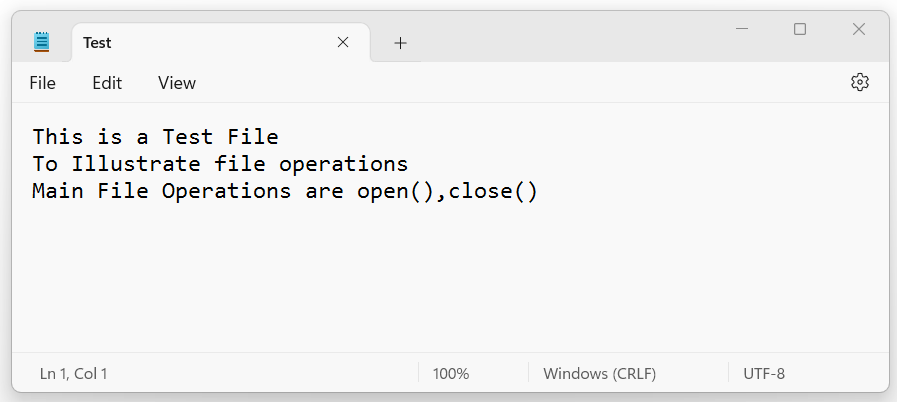 Test
File Edit View
This is a Test File
To Illustrate file operations
Main File Operations are open(),close()
Ln 1, Col 1 100% Windows (CRLF) UTF-8